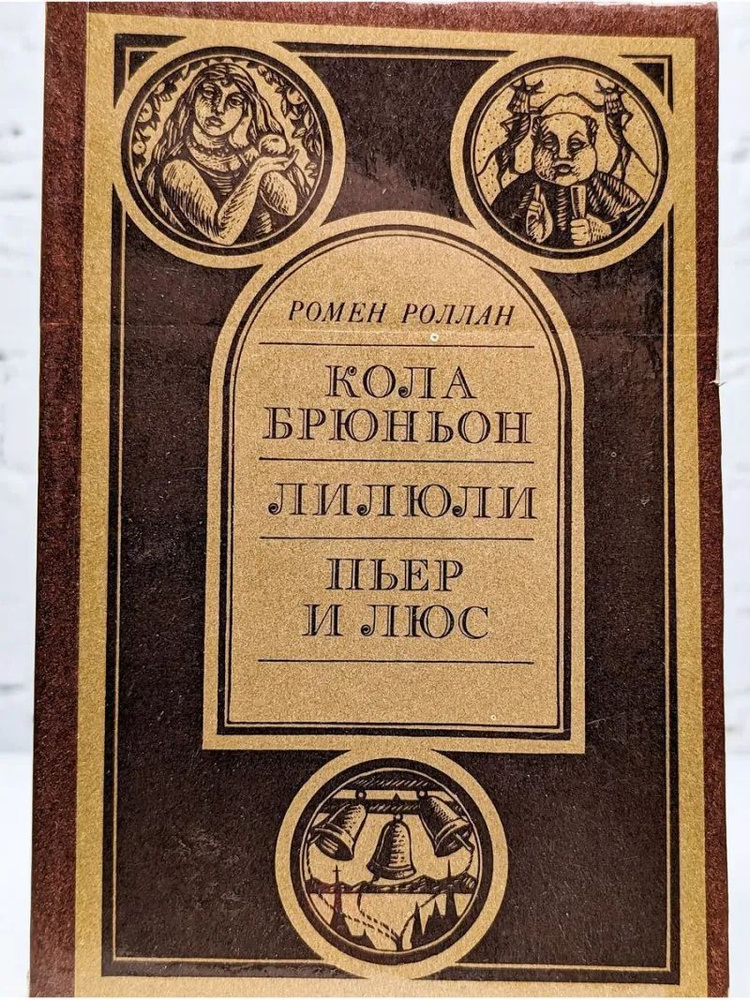 РОМЕН РОЛЛАН
КОЛА
БРЮНЬОН
ЛИЛЮЛИ
ПЬЕР
И ЛЮС